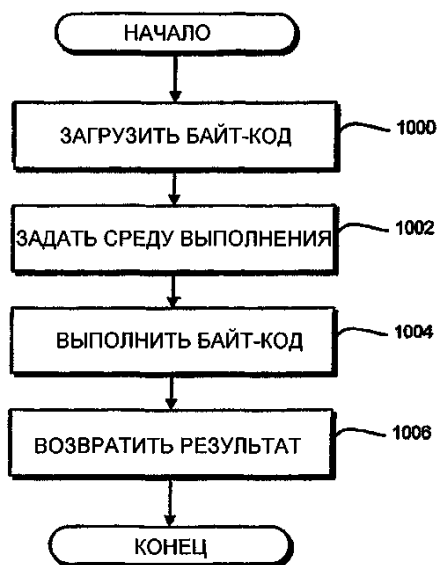 НАЧАЛО
ЗАГРУЗИТЬ БАЙТ-КОД
1000
ЗАДАТЬ СРЕДУ ВЫПОЛНЕНИЯ
1002
ВЫПОЛНИТЬ БАЙТ-КОД
1004
ВОЗВРАТИТЬ РЕЗУЛЬТАТ
1006
КОНЕЦ